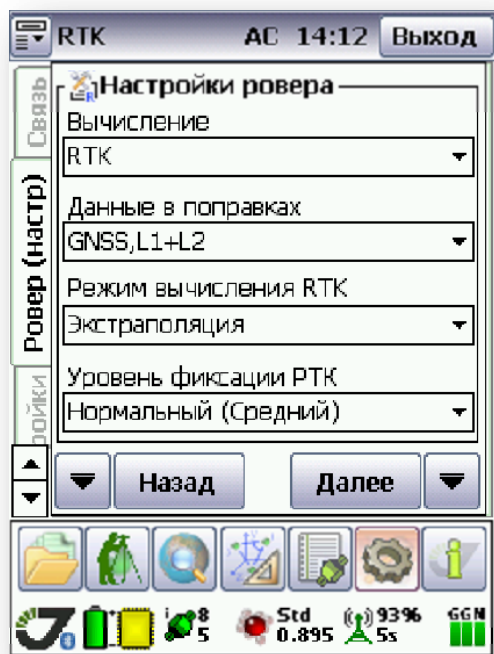 RTK AC 14:12 Выход
Связь
Настройки ровера
Вычисление
RTK
Данные в поправках
GNSS,L1+L2
Ровер (настр)
Режим вычисления RTK
Экстраполяция
Уровень фиксации РТК
Нормальный (Средний)
ройки
Назад Далее
i 8
5
Std
0.895
93%
5s
GGN